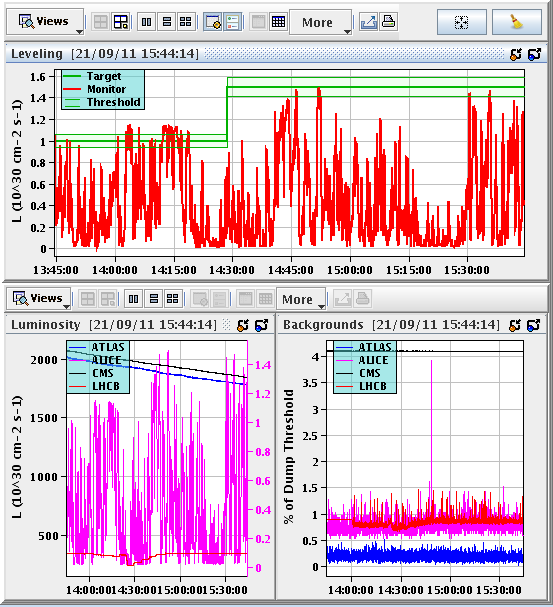 Views
More
Leveling [21/09/11 15:44:14]
Target
Monitor
Threshold
L (10^30 cm-2 s-1)
1.6
1.4
1.2
1
0.8
0.6
0.4
0.2
0
13:45:00 14:00:00 14:15:00 14:30:00 14:45:00 15:00:00 15:15:00 15:30:00
Views
More
Luminosity [21/09/11 15:44:14]
ATLAS
ALICE
CMS
LHCB
L (10^30 cm-2 s-1)
2000
1500
1000
500
1.4
1.2
1
0.8
0.6
0.4
0.2
0
14:00:00 14:30:00 15:00:00 15:30:00
Backgrounds [21/09/11 15:44:14]
ATLAS
ALICE
CMS
LHCB
% of Dump Threshold
4
3.5
3
2.5
2
1.5
1
0.5
0
14:00:00 14:30:00 15:00:00 15:30:00